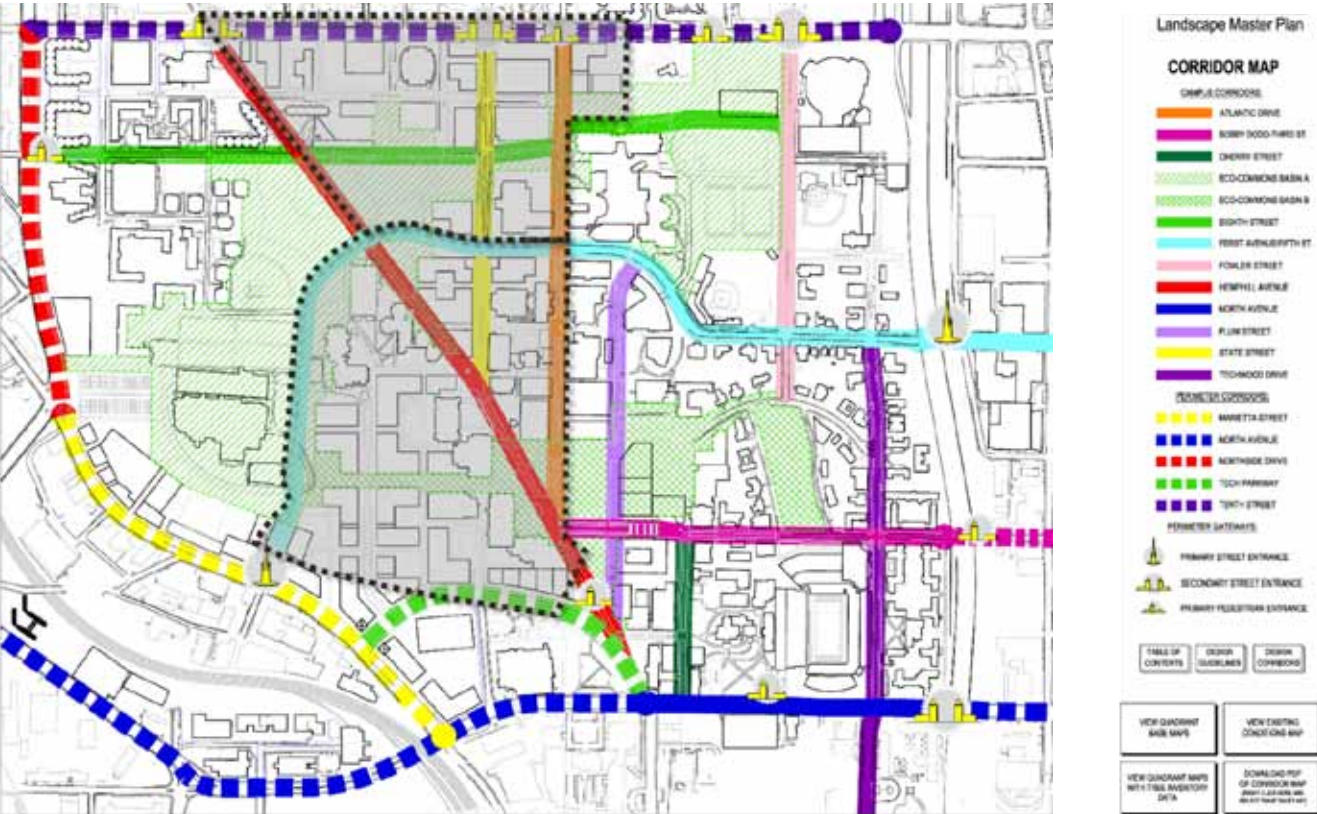 Landscape Master Plan
CORRIDOR MAP
CAMPUS CORRIDORS:
ATLANTIC DRIVE
BOBBY DODD-THIRD ST.
CHERRY STREET
ECO-COMMONS BASIN A
ECO-COMMONS BASIN B
EIGHTH STREET
FERST AVENUE/FIFTH ST.
FOWLER STREET
HEMPHILL AVENUE
NORTH AVENUE
PLUM STREET
STATE STREET
TECHWOOD DRIVE
PERIMETER CORRIDORS:
MARIETTA STREET
NORTH AVENUE
NORTHSIDE DRIVE
TECH PARKWAY
TENTH STREET
PERIMETER GATEWAYS:
PRIMARY STREET ENTRANCE
SECONDARY STREET ENTRANCE
PRIMARY PEDESTRIAN ENTRANCE
TABLE OF
CONTENTS
DESIGN
GUIDELINES
DESIGN
CORRIDORS
VIEW QUADRANT
BASE MAPS
VIEW EXISTING
CONDITIONS MAP
VIEW QUADRANT MAPS
WITH TREE INVENTORY
DATA
DOWNLOAD PDF
OF CORRIDOR MAP